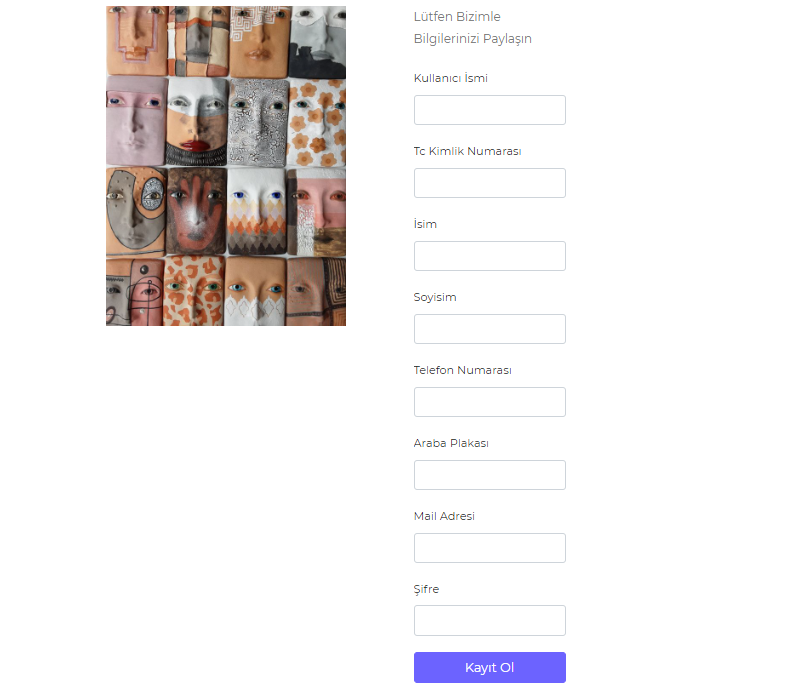 Lütfen Bizimle
Bilgilerinizi Paylaşın
Kullanıcı İsmi
Tc Kimlik Numarası
İsim
Soyisim
Telefon Numarası
Araba Plakası
Mail Adresi
Şifre
Kayıt Ol